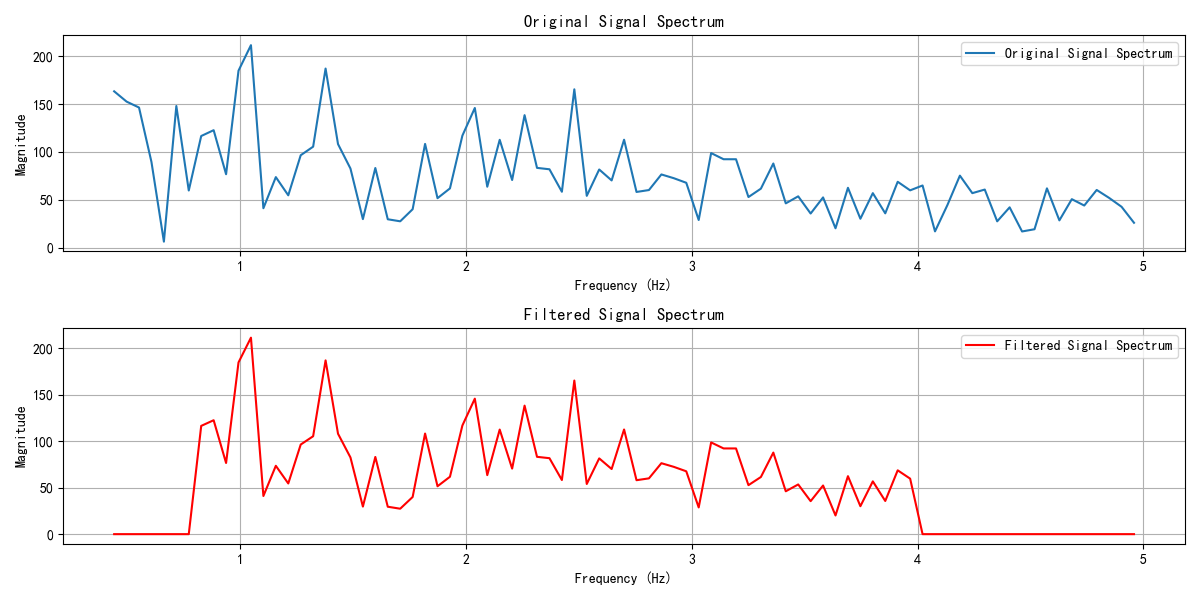 Original Signal Spectrum
Original Signal Spectrum
Magnitude
200
150
100
50
0
1 2 3 4 5
Frequency (Hz)
Filtered Signal Spectrum
Filtered Signal Spectrum
Magnitude
200
150
100
50
0
1 2 3 4 5
Frequency (Hz)